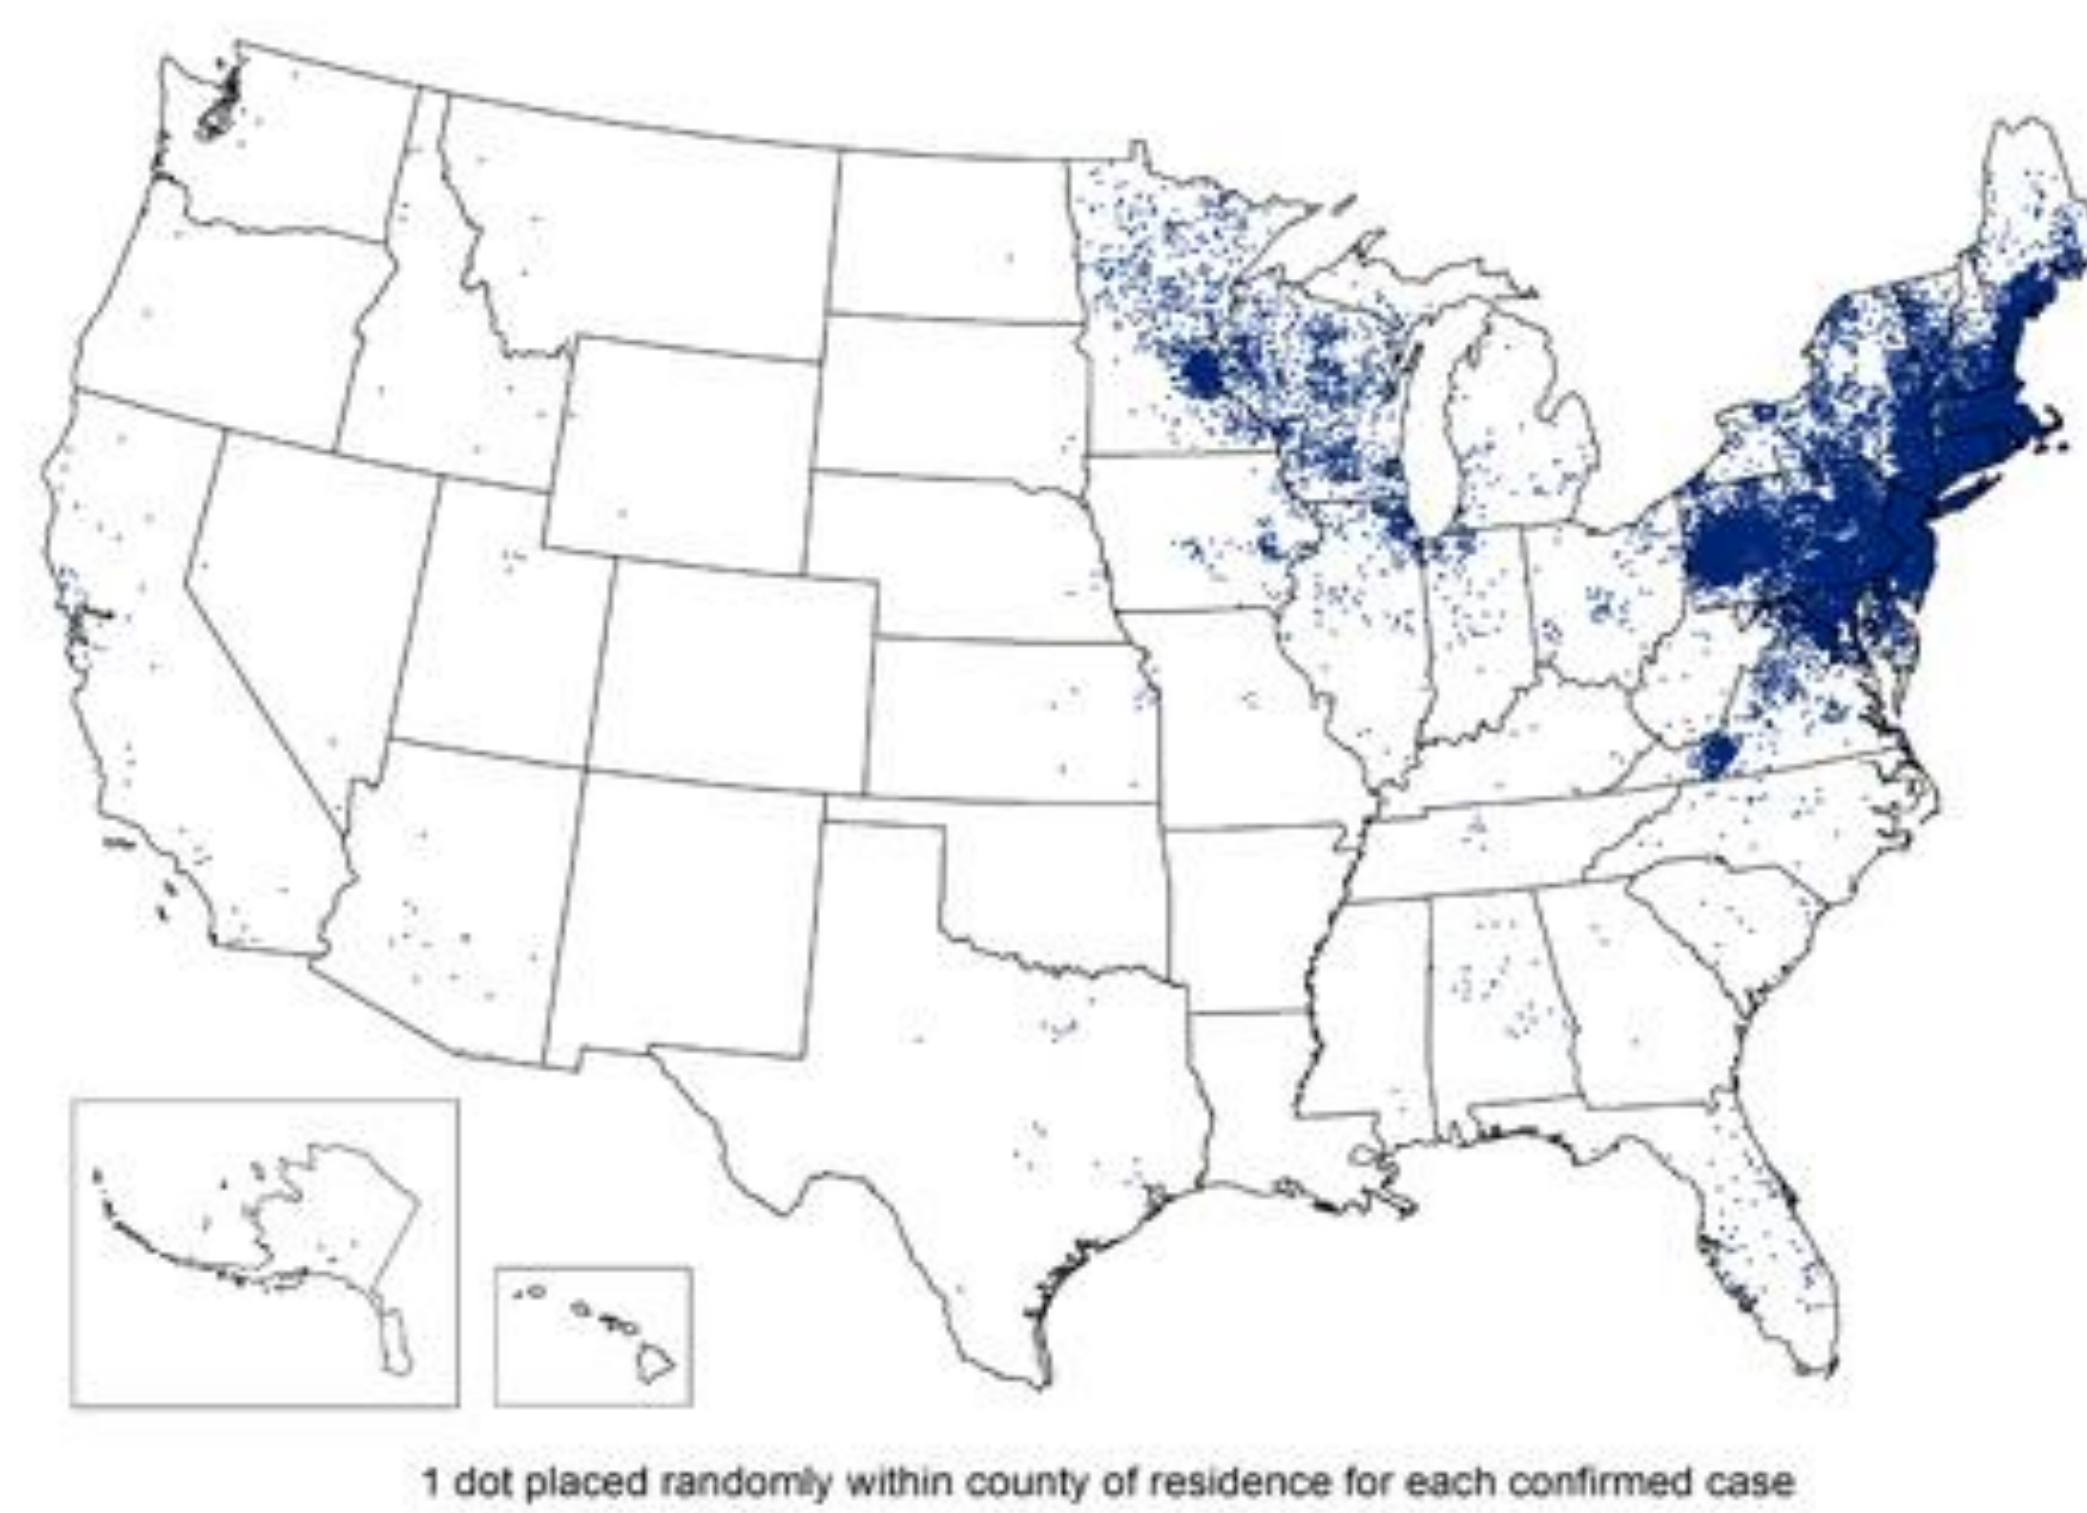 1 dot placed randomly within county of residence for each confirmed case